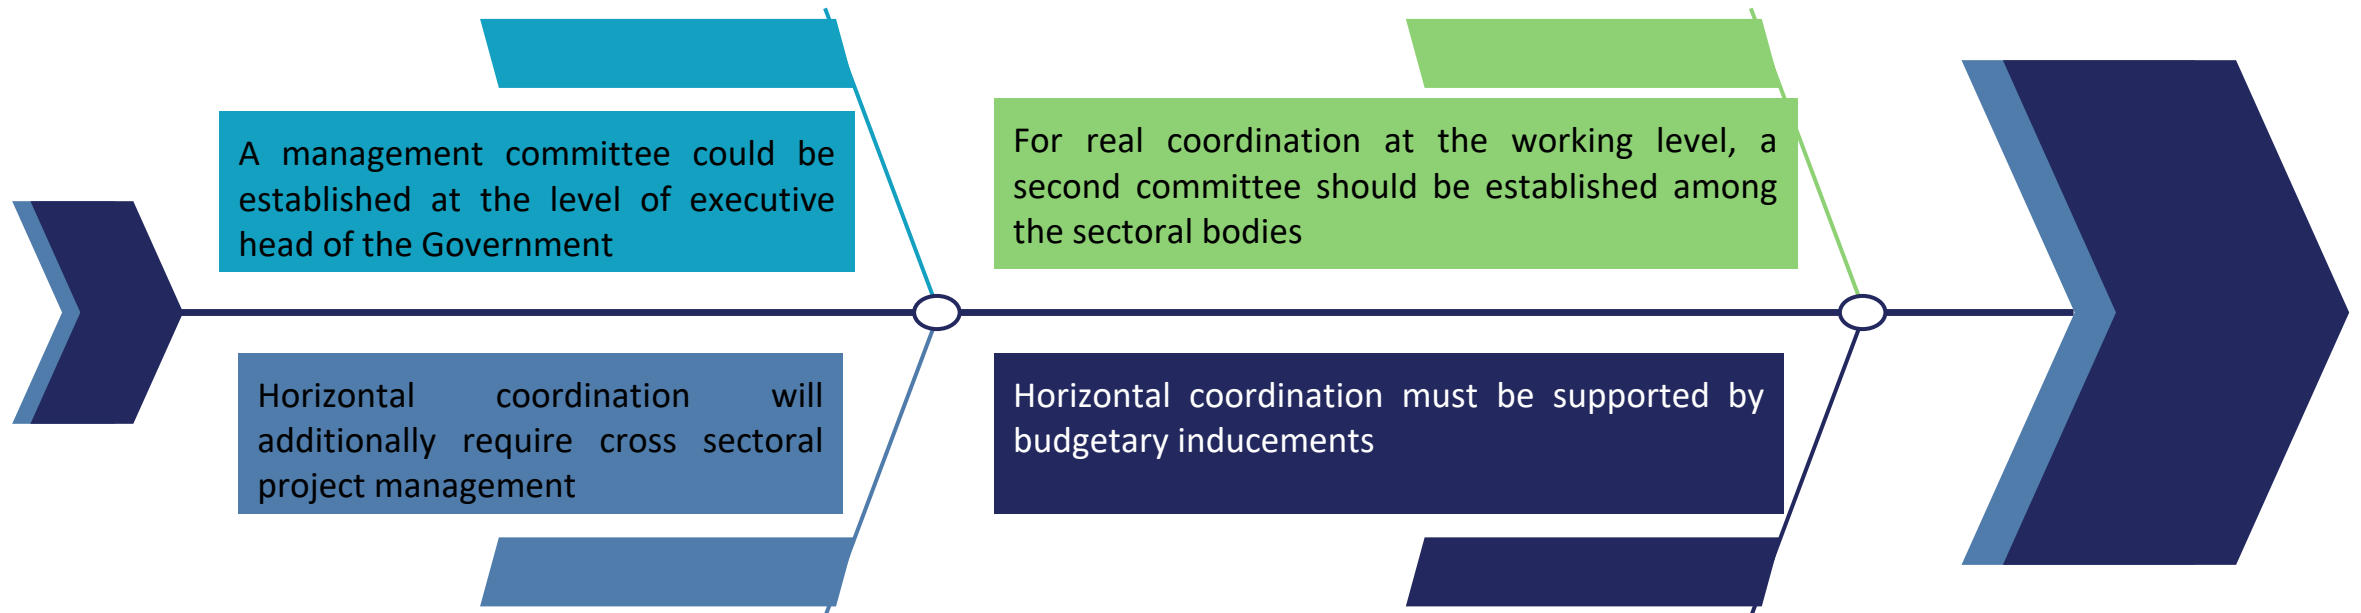 A management committee could be
established at the level of executive
head of the Government
For real coordination at the working level, a
second committee should be established among
the sectoral bodies
Horizontal coordination will
additionally require cross sectoral
project management
Horizontal coordination must be supported by
budgetary inducements